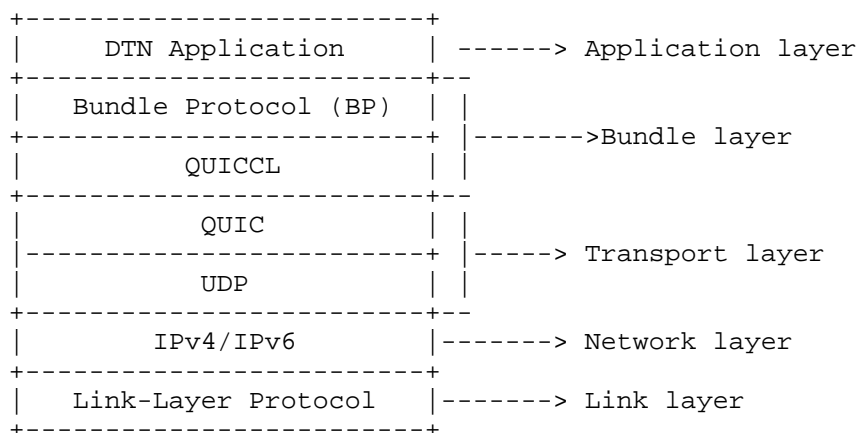 +--------------------------+
|     DTN Application      | ------> Application layer
+--------------------------+--
|   Bundle Protocol (BP)   | |
+--------------------------+ |------->Bundle layer
|          QUICCL          | |
+--------------------------+--
|           QUIC           | |
|--------------------------+ |-----> Transport layer
|           UDP            | |
+--------------------------+--
|        IPv4/IPv6         |-------> Network layer
+--------------------------+
|   Link-Layer Protocol    |-------> Link layer
+--------------------------+